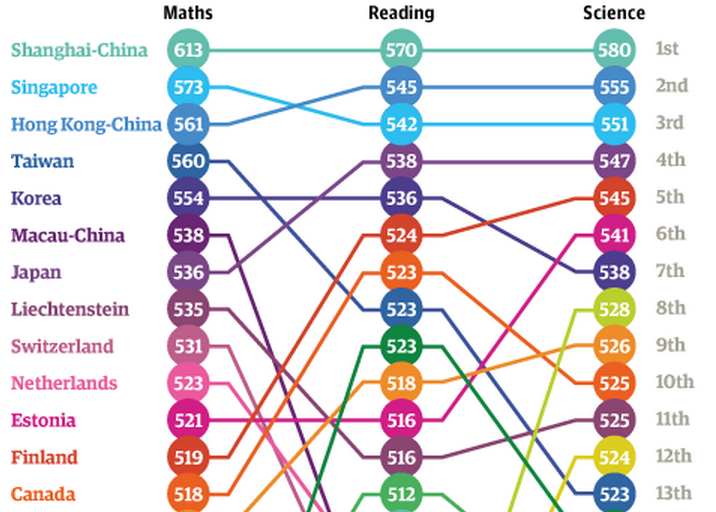 Maths Reading Science
Shanghai-China 613 570 580 1st
Singapore 573 545 555 2nd
Hong Kong-China 561 542 551 3rd
Taiwan 560 538 547 4th
Korea 554 536 545 5th
Macau-China 538 524 541 6th
Japan 536 523 538 7th
Liechtenstein 535 523 528 8th
Switzerland 531 523 526 9th
Netherlands 523 518 525 10th
Estonia 521 516 525 11th
Finland 519 516 524 12th
Canada 518 512 523 13th